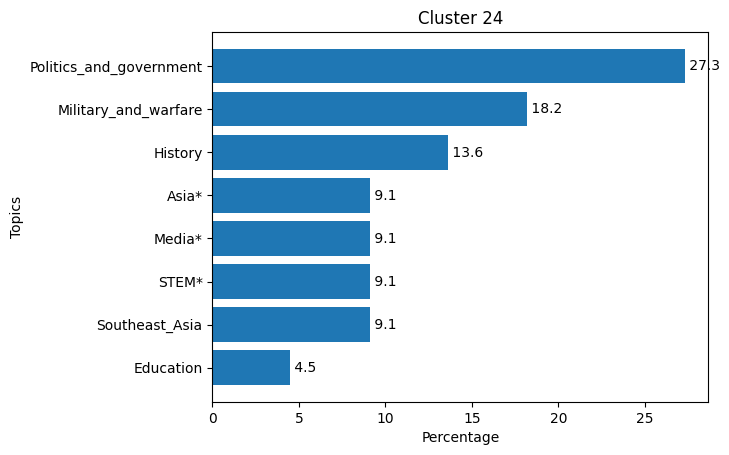 Cluster 24
Politics_and_government 27.3
Military_and_warfare 18.2
History 13.6
Asia* 9.1
Media* 9.1
STEM* 9.1
Southeast_Asia 9.1
Education 4.5
Topics
0 5 10 15 20 25
Percentage